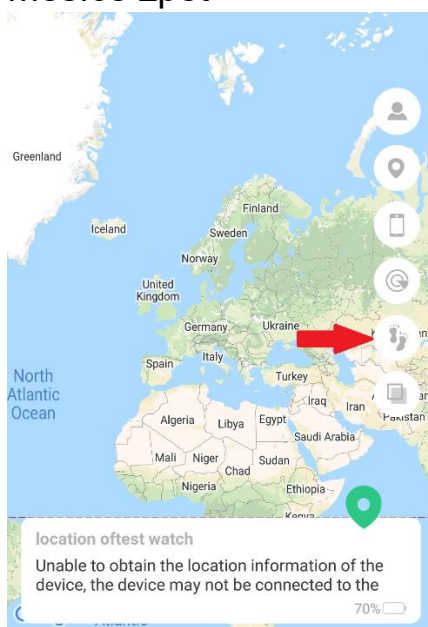 Greenland
Finland
Iceland
Sweden
Norway
United
Kingdom
Germany
Ukraine
Spain
Italy
Turkey
North
Atlantic
Ocean
Iraq
Iran
Pakistan
Algeria
Libya
Egypt
Saudi Arabia
Mali
Niger
Chad
Sudan
Nigeria
Ethiopia
Kenya
location oftest watch
Unable to obtain the location information of the
device, the device may not be connected to the
70%